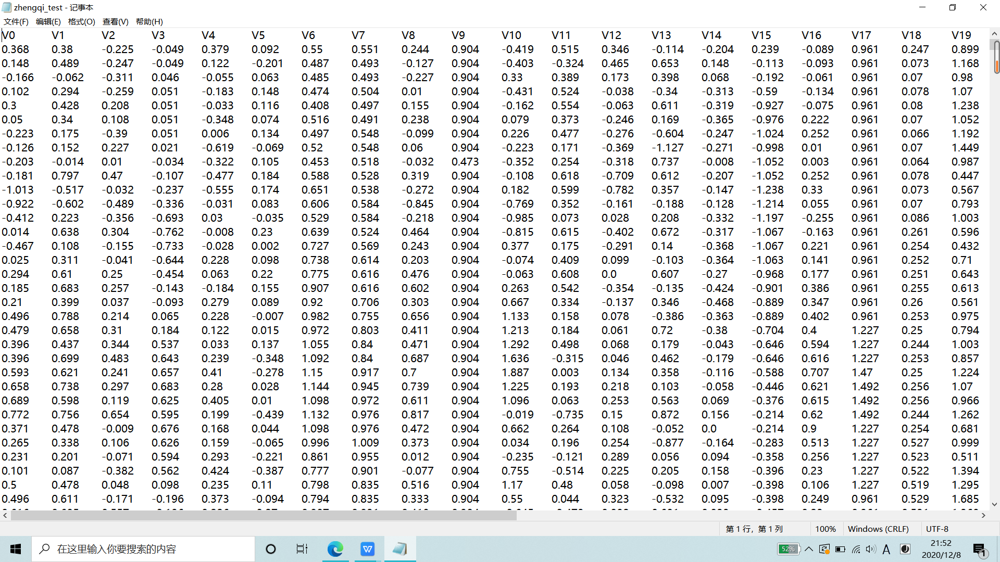 zhengqi_test - 记事本
文件(F) 编辑(E) 格式(O) 查看(V) 帮助(H)
V0 V1 V2 V3 V4 V5 V6 V7 V8 V9 V10 V11 V12 V13 V14 V15 V16 V17 V18 V19
0.368 0.38 -0.225 -0.049 0.379 0.092 0.55 0.551 0.244 0.904 -0.419 0.515 0.346 -0.114 -0.204 0.239 -0.089 0.961 0.247 0.899
0.148 0.489 -0.247 -0.049 0.122 -0.201 0.487 0.493 -0.127 0.904 -0.403 -0.324 0.465 0.653 0.148 -0.113 -0.093 0.961 0.073 1.168
-0.166 -0.062 -0.311 0.046 -0.055 0.063 0.485 0.493 -0.227 0.904 0.33 0.389 0.173 0.398 0.068 -0.192 -0.061 0.961 0.07 0.98
0.102 0.294 -0.259 0.051 -0.183 0.148 0.474 0.504 0.01 0.904 -0.431 0.524 -0.038 -0.34 -0.313 -0.59 -0.134 0.961 0.078 1.07
0.3 0.428 0.208 0.051 -0.033 0.116 0.408 0.497 0.155 0.904 -0.162 0.554 -0.063 0.611 -0.319 -0.927 -0.075 0.961 0.08 1.238
0.05 0.34 0.108 0.051 -0.348 0.074 0.516 0.491 0.238 0.904 0.079 0.373 -0.246 0.169 -0.365 -0.976 0.222 0.961 0.07 1.052
-0.223 0.175 -0.39 0.051 0.006 0.134 0.497 0.548 -0.099 0.904 0.226 0.477 -0.276 -0.604 -0.247 -1.024 0.252 0.961 0.066 1.192
-0.126 0.152 0.227 0.021 -0.619 -0.069 0.52 0.548 0.06 0.904 -0.223 0.171 -0.369 -1.127 -0.271 -0.998 0.01 0.961 0.07 1.449
-0.203 -0.014 0.01 -0.034 -0.322 0.105 0.453 0.518 -0.032 0.473 -0.352 0.254 -0.318 0.737 -0.008 -1.052 0.003 0.961 0.064 0.987
-0.181 0.797 0.47 -0.107 -0.477 0.184 0.588 0.528 0.319 0.904 -0.108 0.618 -0.709 0.612 -0.207 -1.052 0.252 0.961 0.078 0.447
-1.013 -0.517 -0.032 -0.237 -0.555 0.174 0.651 0.538 -0.272 0.904 0.182 0.599 -0.782 0.357 -0.147 -1.238 0.33 0.961 0.073 0.567
-0.922 -0.602 -0.489 -0.336 -0.031 0.083 0.606 0.584 -0.845 0.904 -0.769 0.352 -0.161 -0.188 -0.128 -1.214 0.055 0.961 0.07 0.793
-0.412 0.223 -0.356 -0.693 0.03 -0.035 0.529 0.584 -0.218 0.904 -0.985 0.073 0.028 0.208 -0.332 -1.197 -0.255 0.961 0.086 1.003
0.014 0.638 0.304 -0.762 -0.008 0.23 0.639 0.524 0.464 0.904 -0.815 0.615 -0.402 0.672 -0.317 -1.067 -0.163 0.961 0.261 0.596
-0.467 0.108 -0.155 -0.733 -0.028 0.002 0.727 0.569 0.243 0.904 0.377 0.175 -0.291 0.14 -0.368 -1.067 0.221 0.961 0.254 0.432
0.025 0.311 -0.041 -0.644 0.228 0.098 0.738 0.614 0.203 0.904 -0.074 0.409 0.099 -0.103 -0.364 -1.063 0.141 0.961 0.252 0.71
0.294 0.61 0.25 -0.454 0.063 0.22 0.775 0.616 0.476 0.904 -0.063 0.608 0.0 0.607 -0.27 -0.968 0.177 0.961 0.251 0.643
0.185 0.683 0.257 -0.143 -0.184 0.155 0.907 0.616 0.602 0.904 0.263 0.542 -0.354 -0.135 -0.424 -0.901 0.386 0.961 0.255 0.613
0.21 0.399 0.037 -0.093 0.279 0.089 0.92 0.706 0.303 0.904 0.667 0.334 -0.137 0.346 -0.468 -0.889 0.347 0.961 0.26 0.561
0.496 0.788 0.214 0.065 0.228 -0.007 0.982 0.755 0.656 0.904 1.133 0.158 0.078 -0.386 -0.363 -0.889 0.402 0.961 0.253 0.975
0.479 0.658 0.31 0.184 0.122 0.015 0.972 0.803 0.411 0.904 1.213 0.184 0.061 0.72 -0.38 -0.704 0.4 1.227 0.25 0.794
0.396 0.437 0.344 0.537 0.033 0.137 1.055 0.84 0.471 0.904 1.292 0.498 0.068 0.179 -0.043 -0.646 0.594 1.227 0.244 1.003
0.396 0.699 0.483 0.643 0.239 -0.348 1.092 0.84 0.687 0.904 1.636 -0.315 0.046 0.462 -0.179 -0.646 0.616 1.227 0.253 0.857
0.593 0.621 0.241 0.657 0.41 -0.278 1.15 0.917 0.7 0.904 1.887 0.003 0.134 0.358 -0.116 -0.588 0.707 1.47 0.25 1.224
0.658 0.738 0.297 0.683 0.28 0.028 1.144 0.945 0.739 0.904 1.225 0.193 0.218 0.103 -0.058 -0.446 0.621 1.492 0.256 1.07
0.689 0.598 0.119 0.625 0.405 0.01 1.098 0.972 0.611 0.904 1.096 0.063 0.253 0.563 0.069 -0.376 0.615 1.492 0.256 0.966
0.772 0.756 0.654 0.595 0.199 -0.439 1.132 0.976 0.817 0.904 -0.019 -0.735 0.15 0.872 0.156 -0.214 0.62 1.492 0.244 1.262
0.371 0.478 -0.009 0.676 0.168 0.044 1.098 0.976 0.472 0.904 0.662 0.264 0.108 -0.052 0.0 -0.214 0.9 1.227 0.254 0.681
0.265 0.338 0.106 0.626 0.159 -0.065 0.996 1.009 0.373 0.904 0.034 0.196 0.254 -0.877 -0.164 -0.283 0.513 1.227 0.527 0.999
0.231 0.201 -0.071 0.594 0.293 -0.221 0.861 0.955 0.012 0.904 -0.235 -0.121 0.289 0.056 0.094 -0.358 0.256 1.227 0.523 0.511
0.101 0.087 -0.382 0.562 0.424 -0.387 0.777 0.901 -0.077 0.904 0.755 -0.514 0.225 0.205 0.158 -0.396 0.23 1.227 0.522 1.394
0.5 0.478 0.048 0.098 0.235 0.11 0.798 0.835 0.516 0.904 1.17 0.48 0.058 -0.098 0.007 -0.398 0.106 1.227 0.519 1.295
0.496 0.611 -0.171 -0.196 0.373 -0.094 0.794 0.835 0.333 0.904 0.55 0.044 0.323 -0.532 0.095 -0.398 0.249 0.961 0.529 1.685
第 1 行，第 1 列 100% Windows (CRLF) UTF-8
在这里输入你要搜索的内容
52%
A
21:52
2020/12/8
1